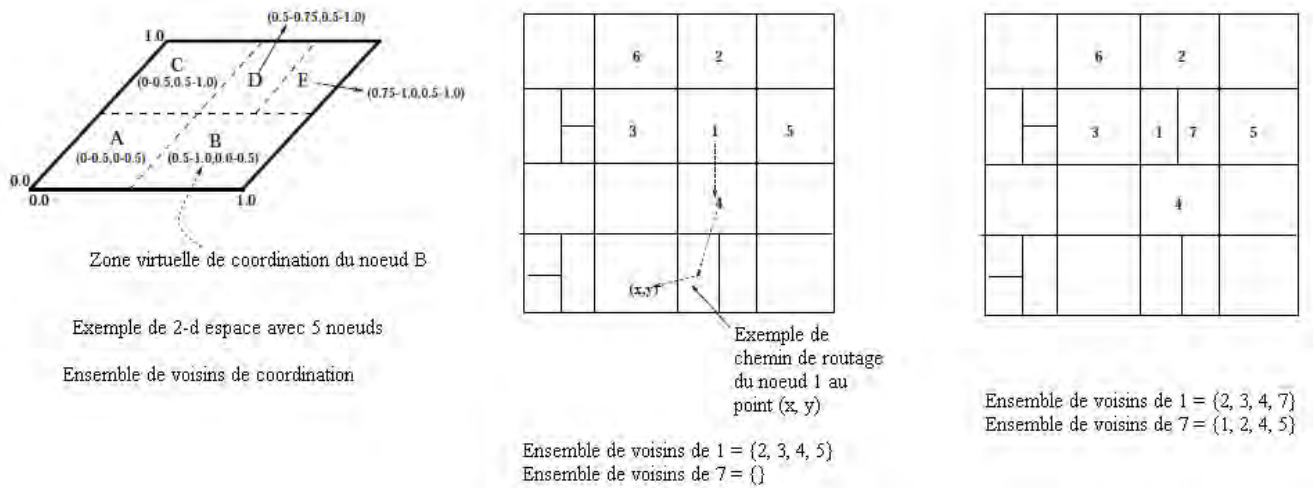 (0.5-0.75,0.5-1.0)
1.0
C
(0-0.5,0.5-1.0)
D
E
(0.75-1.0,0.5-1.0)
A
(0-0.5,0-0.5)
B
(0.5-1.0,0.0-0.5)
0.0
0.0
1.0
Zone virtuelle de coordination du noeud B
Exemple de 2-d espace avec 5 noeuds
Ensemble de voisins de coordination
6
2
3
1
5
4
(x,y)
Exemple de
chemin de routage
du noeud 1 au
point (x, y)
Ensemble de voisins de 1 = {2, 3, 4, 5}
Ensemble de voisins de 7 = {}
6
2
3
1
7
5
4
Ensemble de voisins de 1 = {2, 3, 4, 7}
Ensemble de voisins de 7 = {1, 2, 4, 5}